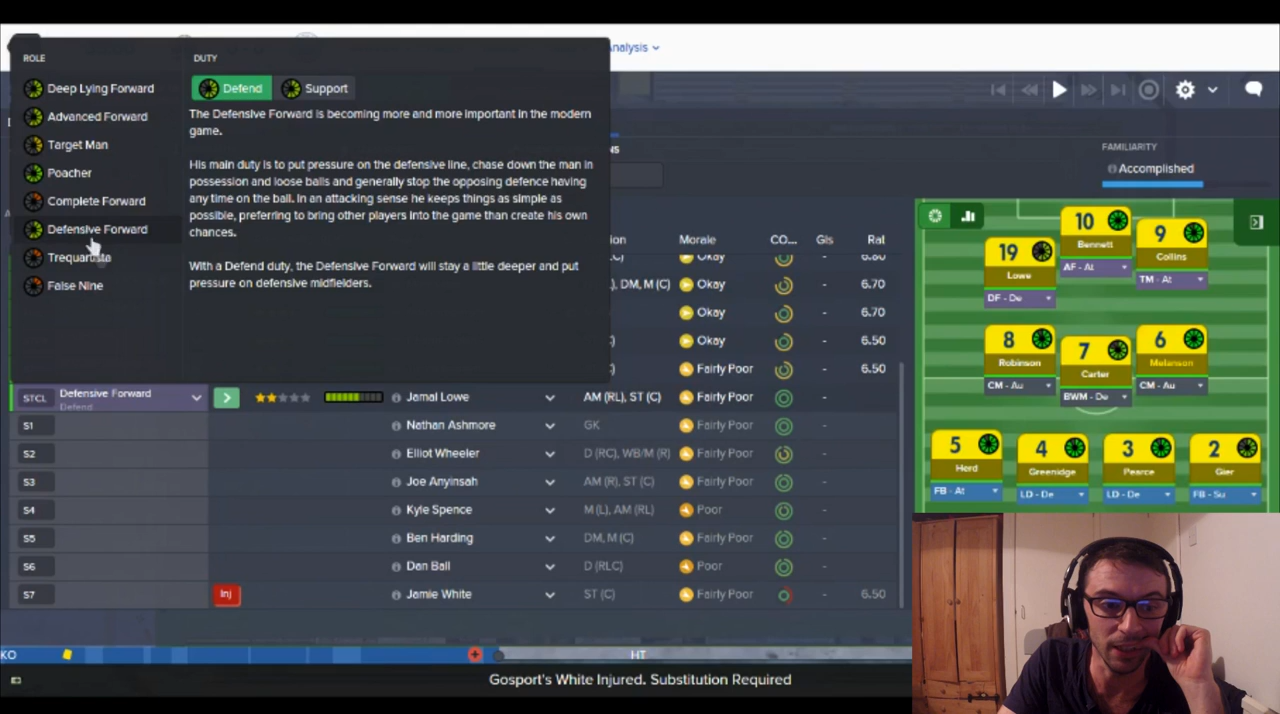 Analysis
ROLE
DUTY
Deep Lying Forward
Advanced Forward
Target Man
Poacher
Complete Forward
Defensive Forward
Trequartista
False Nine
Defend
Support
The Defensive Forward is becoming more and more important in the modern
game.
His main duty is to put pressure on the defensive line, chase down the man in
possession and loose balls and generally stop the opposing defence having
any time on the ball. In an attacking sense he keeps things as simple as
possible, preferring to bring other players into the game than create his own
chances.
With a Defend duty, the Defensive Forward will stay a little deeper and put
pressure on defensive midfielders.
FAMILIARITY
Accomplished
Morale CO... Gls Rat
Okay 6.80
DM, M (C) Okay 6.70
Okay 6.70
Okay - 6.50
Fairly Poor - 6.50
STCL Defensive Forward Jamal Lowe AM (RL), ST (C) Fairly Poor -
Defend
S1 Nathan Ashmore GK Fairly Poor -
S2 Elliot Wheeler D (RC), WB/M (R) Fairly Poor -
S3 Joe Anyinsah AM (R), ST (C) Fairly Poor -
S4 Kyle Spence M (L), AM (RL) Poor -
S5 Ben Harding DM, M (C) Fairly Poor -
S6 Dan Ball D (RLC) Poor -
S7 Inj Jamie White ST (C) Fairly Poor - 6.50
10
Bennett
AF - At
19
Lowe
DF - De
9
Collins
TM - At
8
Robinson
CM - Au
7
Carter
BWM - De
6
Melanson
CM - Au
5
Herd
FB - At
4
Greenidge
LD - De
3
Pearce
LD - De
2
Gier
FB - Su
KO
HT
Gosport's White Injured. Substitution Required